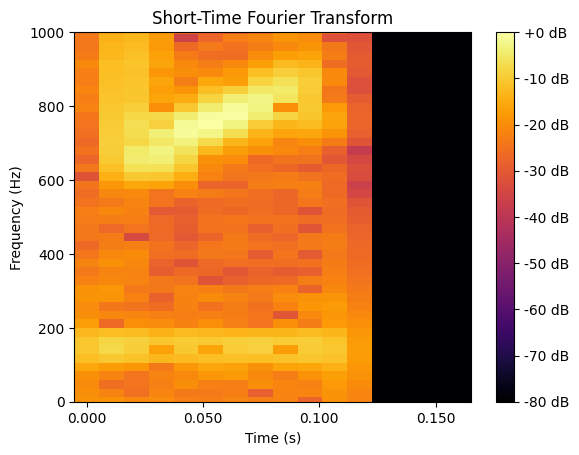 Short-Time Fourier Transform
1000
800
600
400
200
0
Frequency (Hz)
0.000
0.050
0.100
0.150
Time (s)
+0 dB
-10 dB
-20 dB
-30 dB
-40 dB
-50 dB
-60 dB
-70 dB
-80 dB